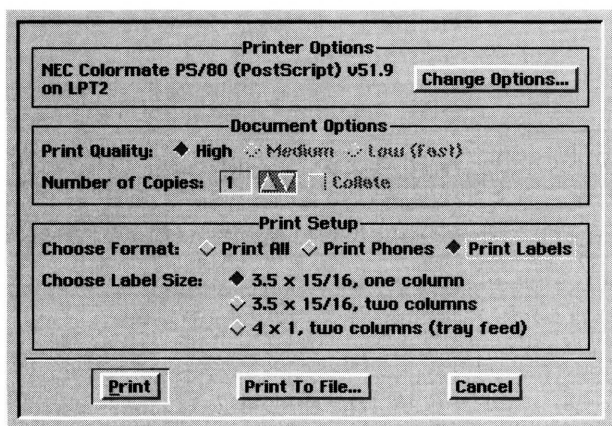 Printer Options
NEC Colormate PS/80 (PostScript) v51.9
on LPT2
Change Options...
Document Options
Print Quality: High Medium Low (Fast)
Number of Copies: 1 Collate
Print Setup
Choose Format: Print All Print Phones Print Labels
Choose Label Size: 3.5 x 15/16, one column
3.5 x 15/16, two columns
4 x 1, two columns (tray feed)
Print Print To File... Cancel